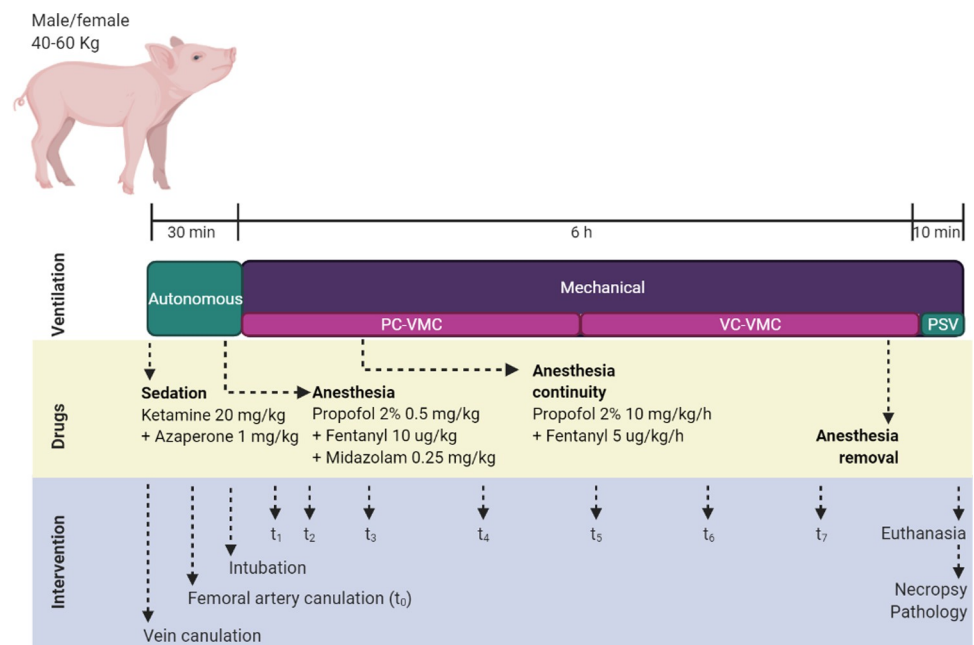 Male/female
40-60 Kg
30 min
6 h
10 min
Ventilation
Autonomous
Mechanical
PC-VMC
VC-VMC
PSV
Drugs
Sedation
Ketamine 20 mg/kg
+ Azaperone 1 mg/kg
Anesthesia
Propofol 2% 0.5 mg/kg
+ Fentanyl 10 ug/kg
+ Midazolam 0.25 mg/kg
Anesthesia
continuity
Propofol 2% 10 mg/kg/h
+ Fentanyl 5 ug/kg/h
Anesthesia
removal
Intervention
t₁
t₂
t₃
t₄
t₅
t₆
t₇
Euthanasia
Intubation
Femoral artery canulation (t₀)
Vein canulation
Necropsy
Pathology